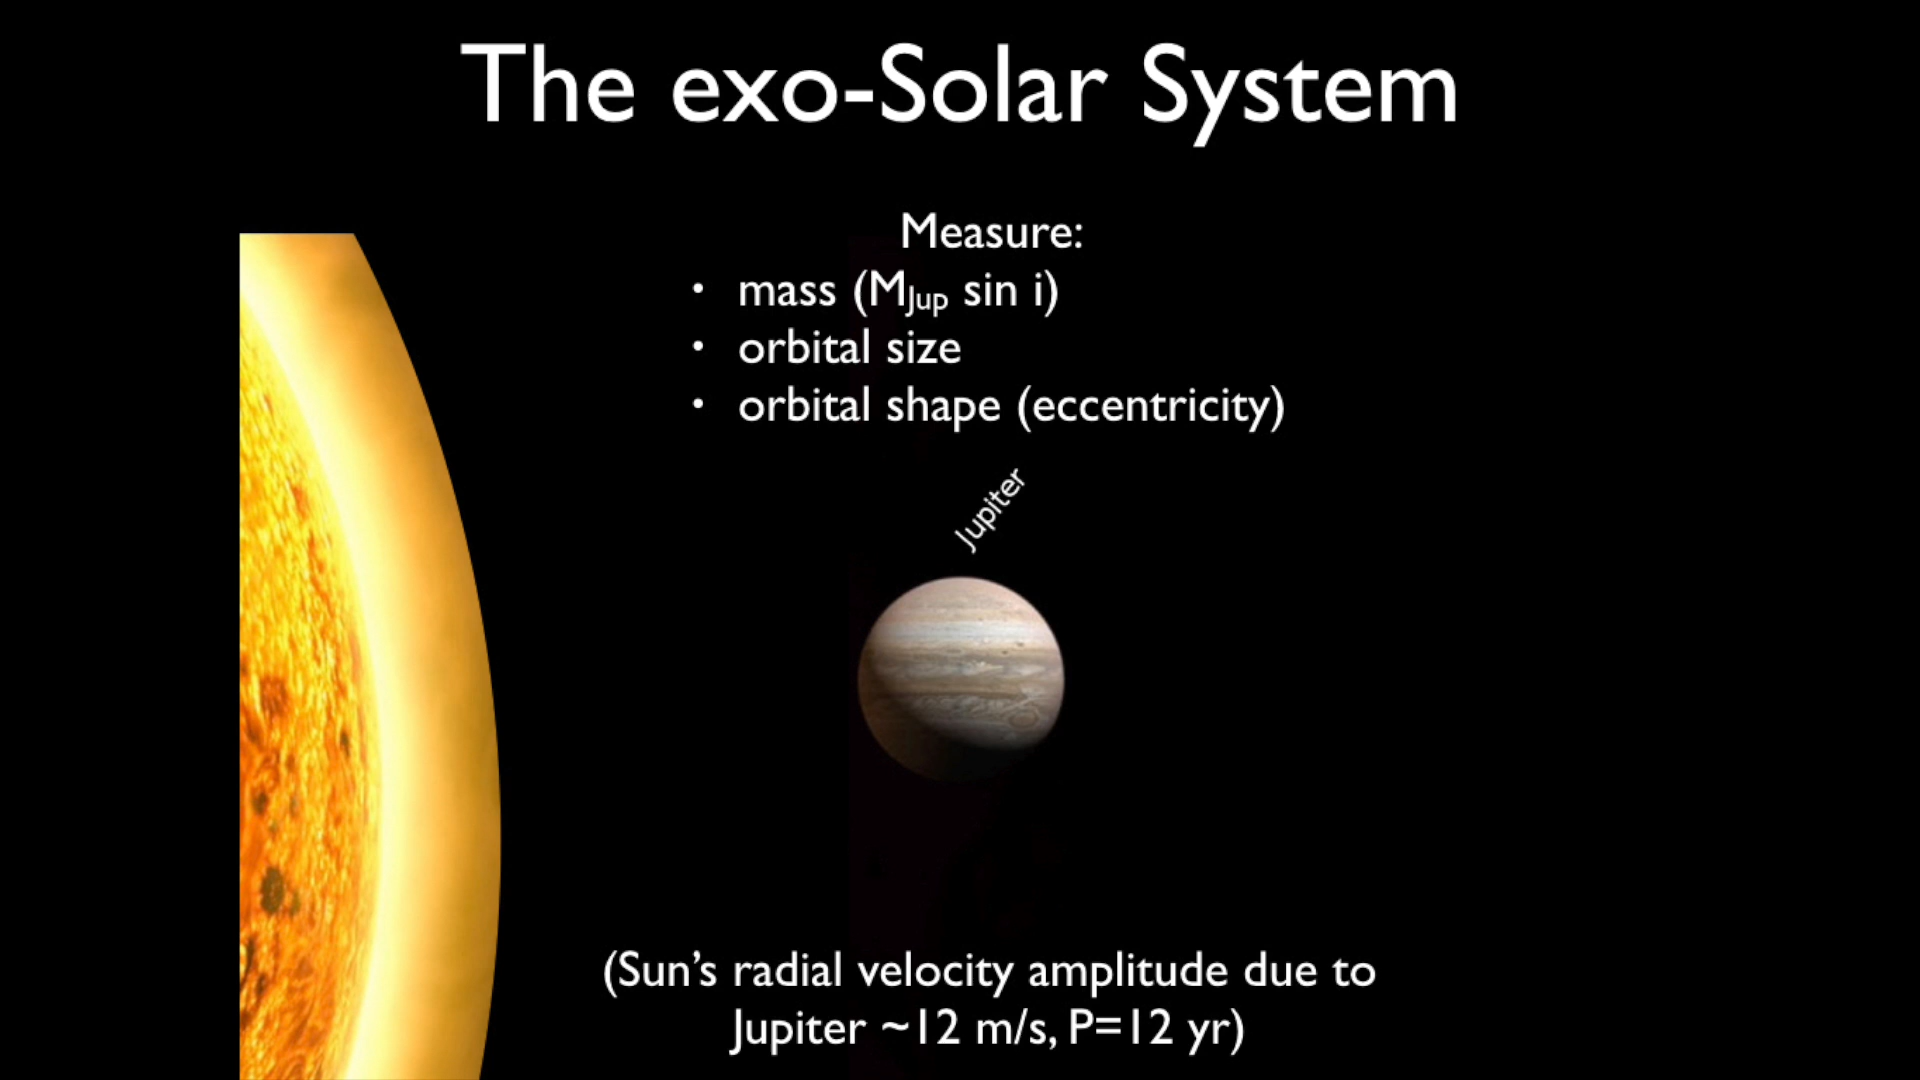 The exo-Solar System
Measure:
• mass (MJup sin i)
• orbital size
• orbital shape (eccentricity)
Jupiter
(Sun’s radial velocity amplitude due to
Jupiter ~12 m/s, P=12 yr)